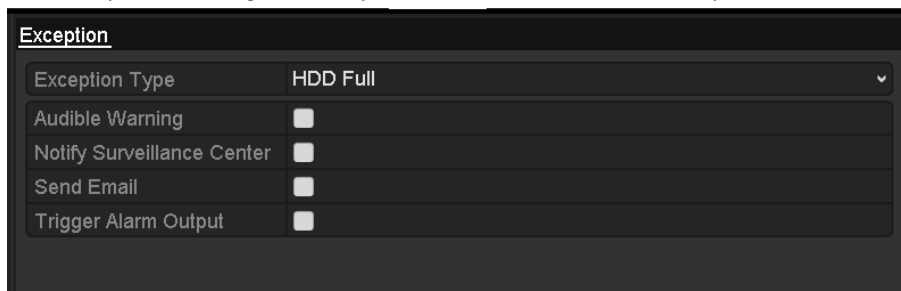 Exception
Exception Type HDD Full
Audible Warning
Notify Surveillance Center
Send Email
Trigger Alarm Output